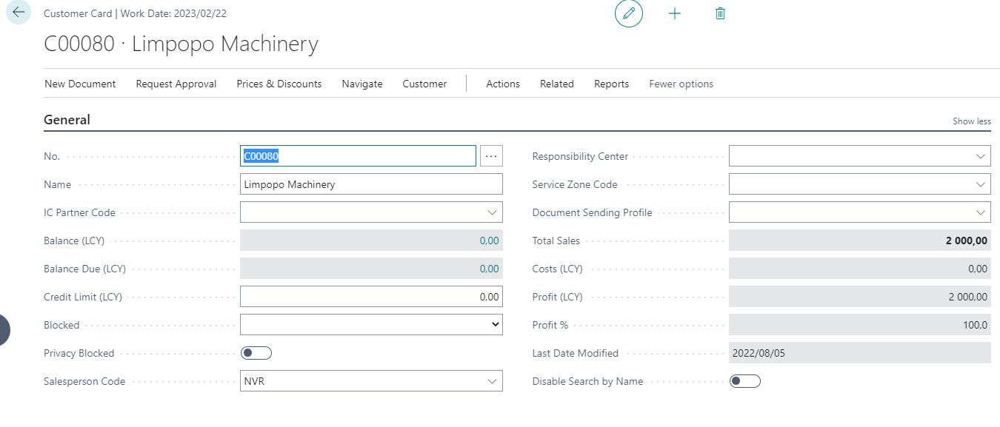 Customer Card | Work Date: 2023/02/22
C00080 · Limpopo Machinery
New Document Request Approval Prices & Discounts Navigate Customer Actions Related Reports Fewer options
General Show less
No. C00080 ... Responsibility Center
Name Limpopo Machinery Service Zone Code
IC Partner Code Document Sending Profile
Balance (LCY) 0,00 Total Sales 2 000,00
Balance Due (LCY) 0,00 Costs (LCY) 0,00
Credit Limit (LCY) 0,00 Profit (LCY) 2 000,00
Blocked Profit % 100,0
Privacy Blocked Last Date Modified 2022/08/05
Salesperson Code NVR Disable Search by Name